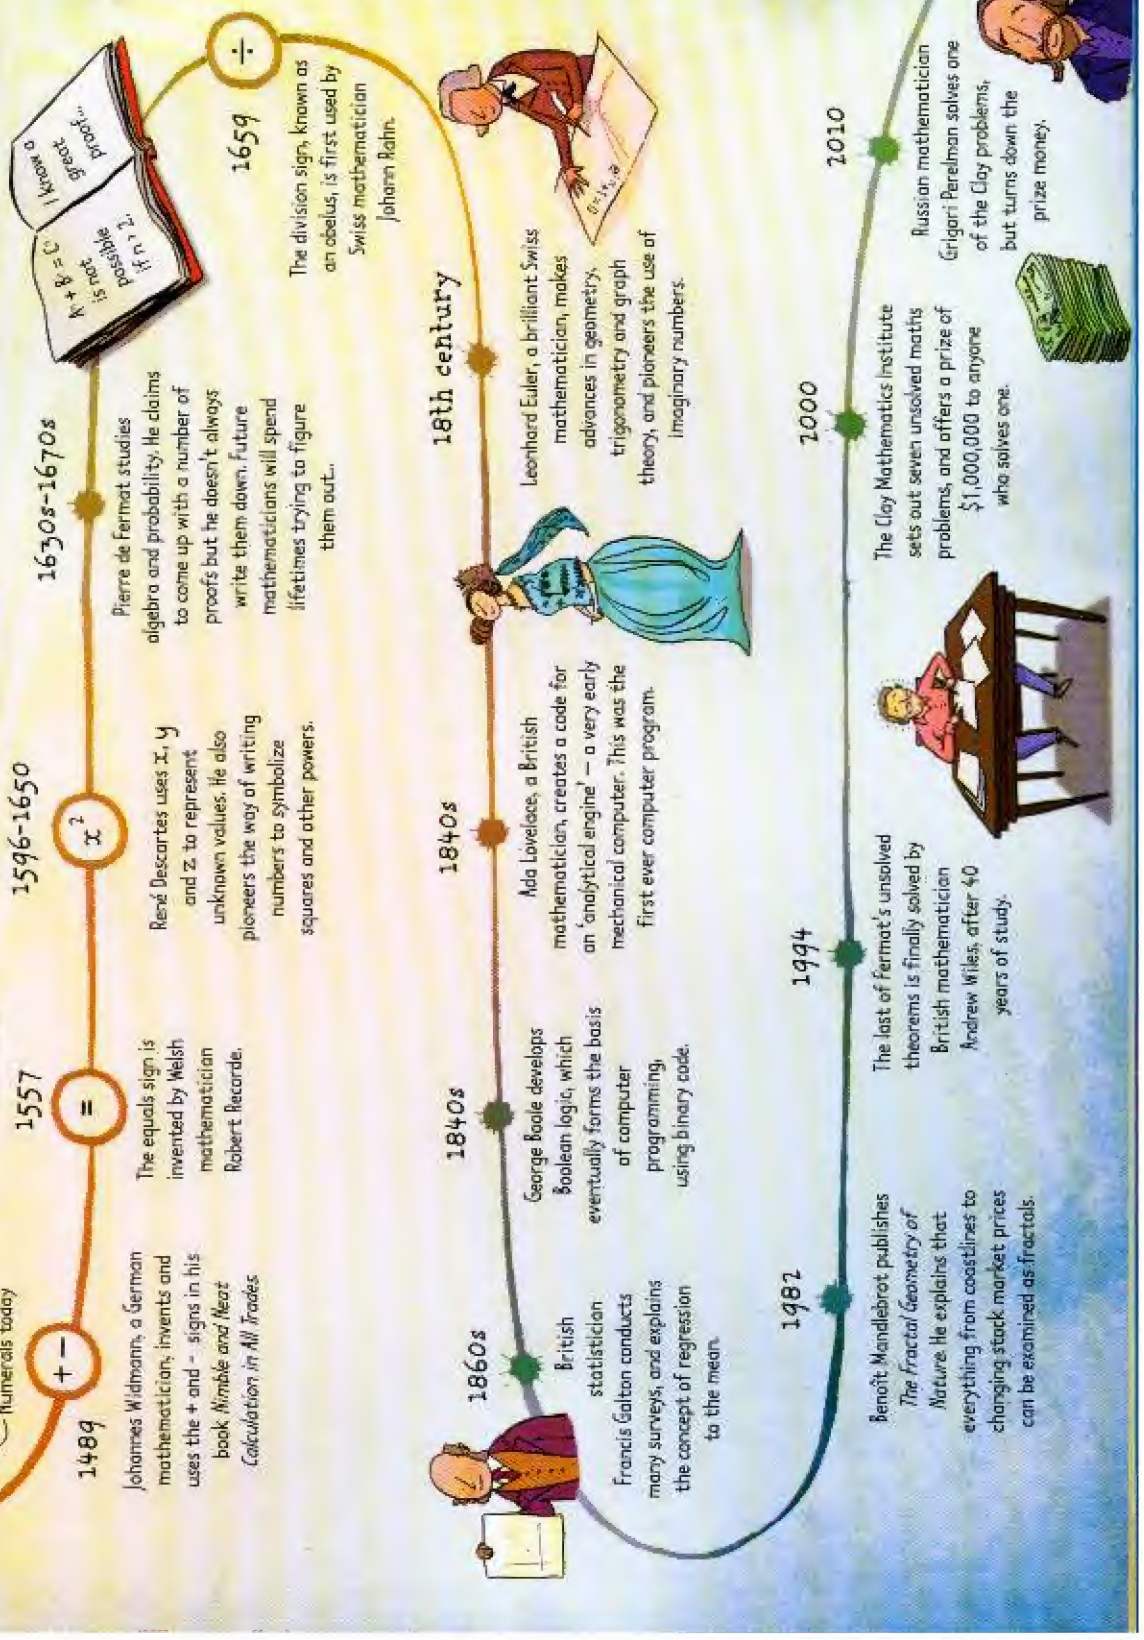 Numerals today
1489
+ −
Johannes Widmann, a German
mathematician, invents and
uses the + and - signs in his
book Nimble and Neat
Calculation in All Trades.
1557
=
The equals sign is
invented by Welsh
mathematician
Robert Recorde.
1596-1650
x²
René Descartes uses x, y
and z to represent
unknown values. He also
pioneers the way of writing
numbers to symbolize
squares and other powers.
1630s-1670s
Pierre de Fermat studies
algebra and probability. He claims
to come up with a number of
proofs but he doesn't always
write them down. Future
mathematicians will spend
lifetimes trying to figure
them out...
Aⁿ + Bⁿ = Cⁿ
is not
possible
if n > 2.
I know a
great
proof...
÷
1659
The division sign, known as
an obelus, is first used by
Swiss mathematician
Johann Rahn.
18th century
Leonhard Euler, a brilliant Swiss
mathematician, makes
advances in geometry,
trigonometry and graph
theory, and pioneers the use of
imaginary numbers.
1840s
Ada Lovelace, a British
mathematician, creates a code for
an 'analytical engine' – a very early
mechanical computer. This was the
first ever computer program.
1840s
George Boole develops
Boolean logic, which
eventually forms the basis
of computer
programming,
using binary code.
1860s
British
statistician
Francis Galton conducts
many surveys, and explains
the concept of regression
to the mean.
1982
Benoît Mandlebrot publishes
The Fractal Geometry of
Nature. He explains that
everything from coastlines to
changing stock market prices
can be examined as fractals.
1994
The last of Fermat's unsolved
theorems is finally solved by
British mathematician
Andrew Wiles, after 40
years of study.
2000
The Clay Mathematics Institute
sets out seven unsolved maths
problems, and offers a prize of
$1,000,000 to anyone
who solves one.
2010
Russian mathematician
Grigori Perelman solves one
of the Clay problems,
but turns down the
prize money.